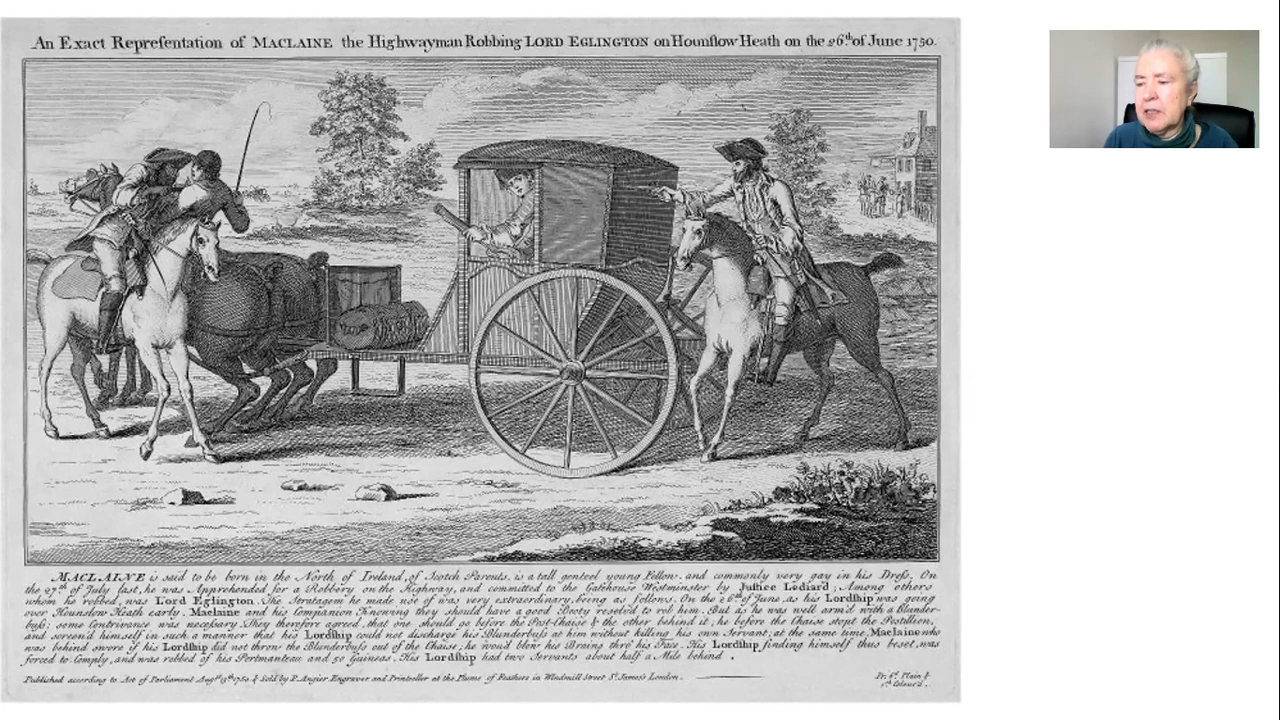 An Exact Repreſentation of MACLAINE the Highwayman Robbing LORD EGLINGTON on Hounſlow Heath on the 26th of June 1750.
MACLAINE is said to be born in the North of Ireland, of Scotch Parents, is a tall genteel young Fellow, and commonly very gay in his Dreſs. On
the 27th of July last, he was Apprehended for a Robbery on the Highway, and committed to the Gatehouse Westminster by Justice Lediard; Among others
whom he robbed, was Lord Eglington. The Stratagem he made use of was very extraordinary, being as follows. On the 26th of June as his Lordſhip was going
over Hounslow Heath early, Maclaine and his Companion Knowing they should have a good Booty resolv'd to rob him. But as he was well arm'd with a Blunder-
buſs; some Contrivance was neceſsary. They therefore agreed, that one should go before the Post-Chaise & the other behind it; he before the Chaise stopt the Postillion,
and screen'd himself in such a manner that his Lordſhip could not discharge his Blunderbuſs at him without killing his own Servant; at the same time, Maclaine who
was behind swore if his Lordſhip did not throw the Blunderbuſs out of the Chaise, he wou'd blow his Brains thro' his Face. His Lordſhip finding himself thus beset, was
forced to Comply, and was robbed of his Portmanteau and 50 Guineas. His Lordſhip had two Servants about half a Mile behind.
Published according to Act of Parliament Augst 9th 1750 & Sold by P. Angier Engraver and Printseller at the Plume of Feathers in Windmill Street St. James's London.
Pr. 6d. Plain &
1s. Colour'd.